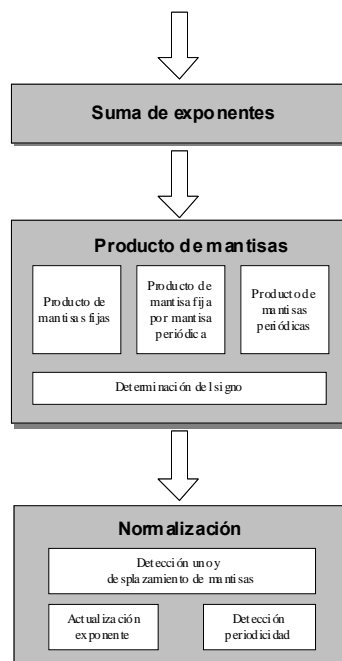 Suma de exponentes
Producto de mantisas
Producto de
mantisas fijas
Producto de
mantisa fija
por mantisa
periódica
Producto de
mantisas
periódicas
Determinación del signo
Normalización
Detección uno y
desplazamiento de mantisas
Actualización
exponente
Detección
periodicidad